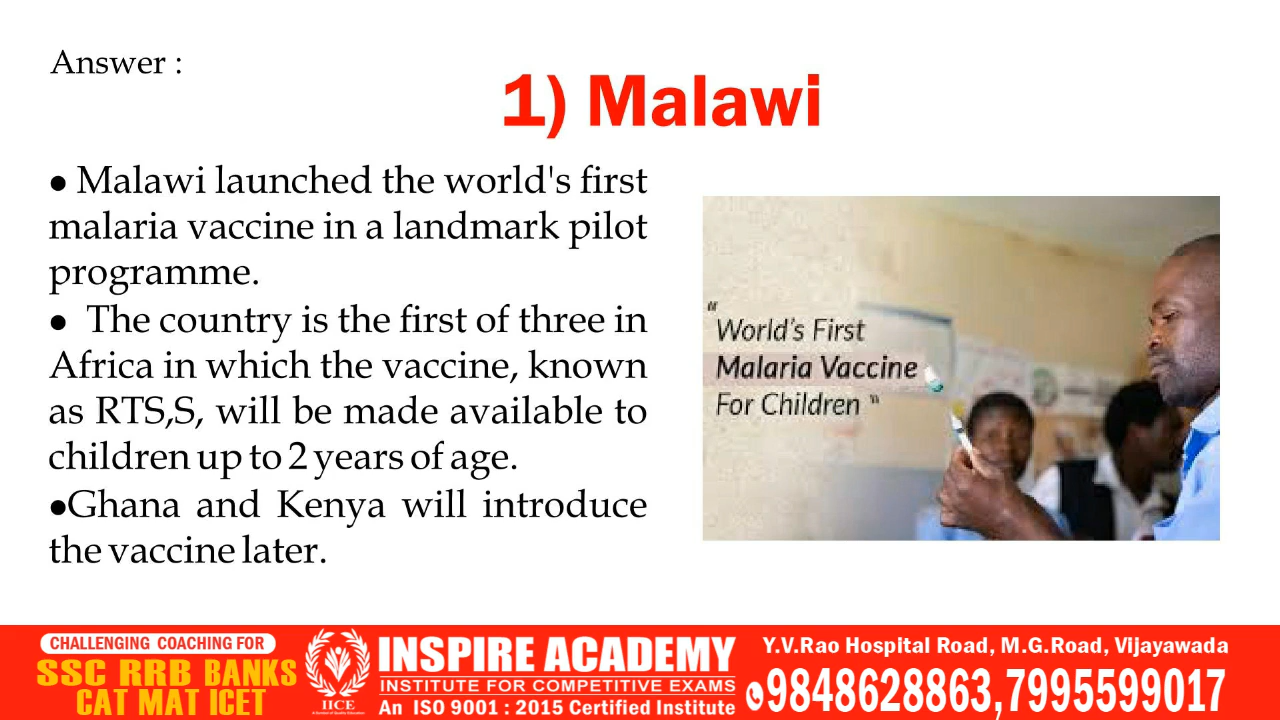 Answer :
1) Malawi
● Malawi launched the world's first
malaria vaccine in a landmark pilot
programme.
● The country is the first of three in
Africa in which the vaccine, known
as RTS,S, will be made available to
children up to 2 years of age.
●Ghana and Kenya will introduce
the vaccine later.
"
World's First
Malaria Vaccine
For Children "
CHALLENGING COACHING FOR
SSC RRB BANKS
CAT MAT ICET
IICE
INSPIRE ACADEMY
INSTITUTE FOR COMPETITIVE EXAMS
An ISO 9001 : 2015 Certified Institute
Y.V.Rao Hospital Road, M.G.Road, Vijayawada
9848628863,7995599017